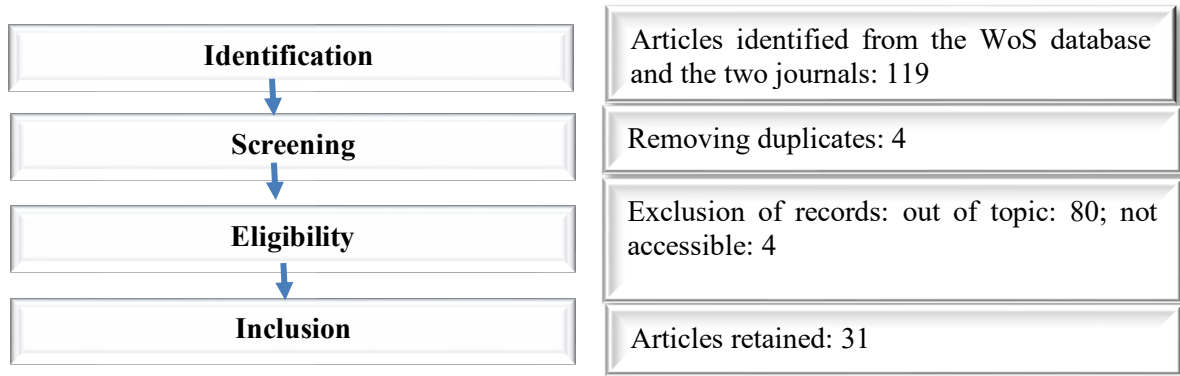 Identification
Articles identified from the WoS database
and the two journals: 119
Screening
Removing duplicates: 4
Eligibility
Exclusion of records: out of topic: 80; not
accessible: 4
Inclusion
Articles retained: 31